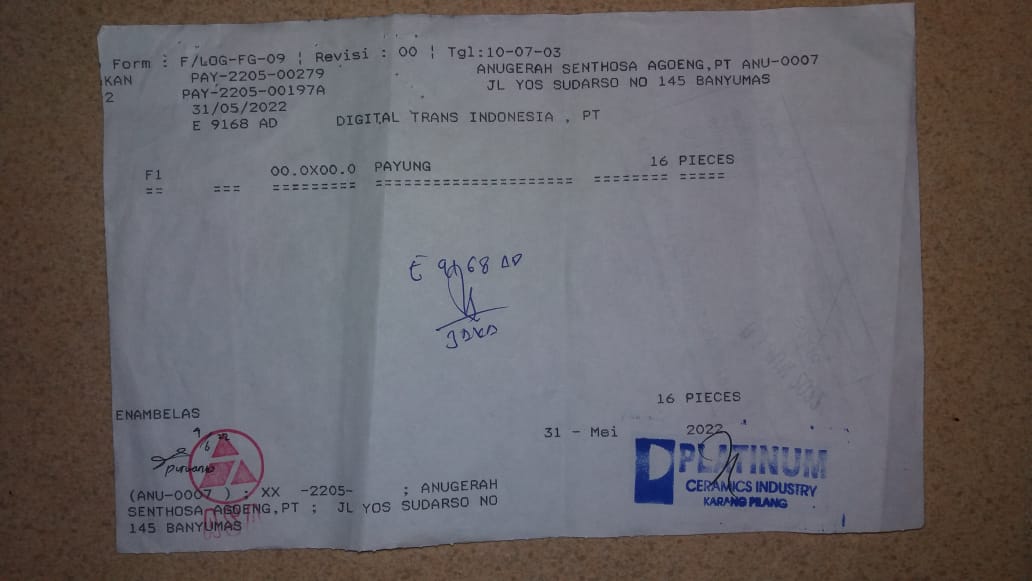 Form : F/LOG-FG-09 ¦ Revisi : 00 ¦ Tgl:10-07-03
KAN PAY-2205-00279 ANUGERAH SENTHOSA AGOENG,PT ANU-0007
2 PAY-2205-00197A JL YOS SUDARSO NO 145 BANYUMAS
31/05/2022
E 9168 AD DIGITAL TRANS INDONESIA , PT
F1 00.0X00.0 PAYUNG 16 PIECES
== === ========= ===================== ======== =====
E 9168 AD
16 PIECES
ENAMBELAS
31 - Mei 2022
PLATINUM
CERAMICS INDUSTRY
KARANG PILANG
(ANU-0007 ) ; XX -2205- ; ANUGERAH
SENTHOSA AGOENG,PT ; JL YOS SUDARSO NO
145 BANYUMAS